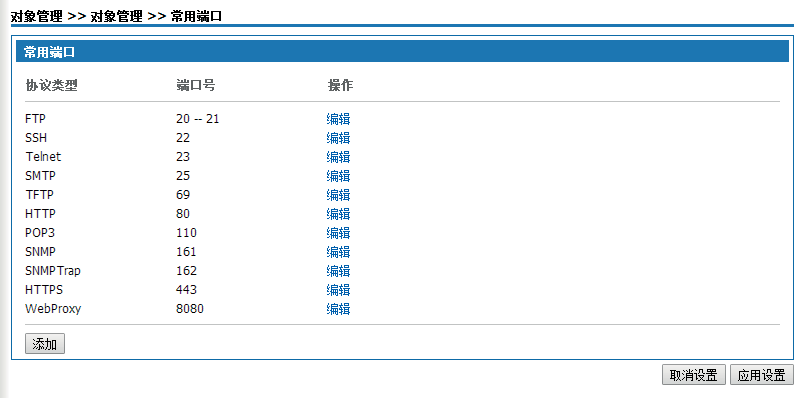 对象管理 >> 对象管理 >> 常用端口
常用端口
协议类型 端口号 操作
FTP 20 -- 21 编辑
SSH 22 编辑
Telnet 23 编辑
SMTP 25 编辑
TFTP 69 编辑
HTTP 80 编辑
POP3 110 编辑
SNMP 161 编辑
SNMPTrap 162 编辑
HTTPS 443 编辑
WebProxy 8080 编辑
添加
取消设置 应用设置